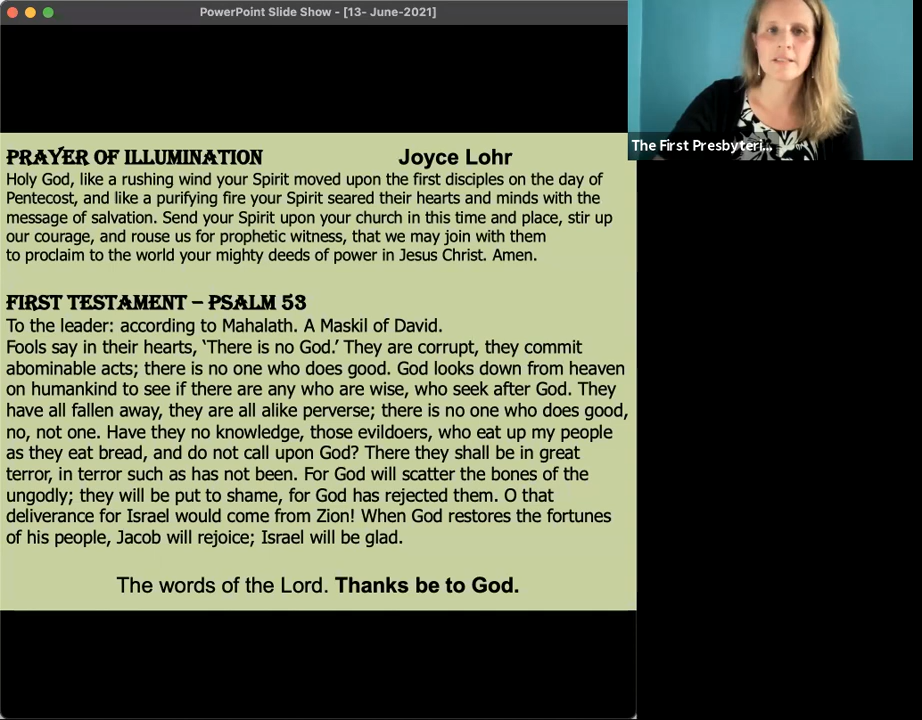 PowerPoint Slide Show - [13- June-2021]
The First Presbyteri...
PRAYER OF ILLUMINATION Joyce Lohr
Holy God, like a rushing wind your Spirit moved upon the first disciples on the day of
Pentecost, and like a purifying fire your Spirit seared their hearts and minds with the
message of salvation. Send your Spirit upon your church in this time and place, stir up
our courage, and rouse us for prophetic witness, that we may join with them
to proclaim to the world your mighty deeds of power in Jesus Christ. Amen.
FIRST TESTAMENT – PSALM 53
To the leader: according to Mahalath. A Maskil of David.
Fools say in their hearts, ‘There is no God.’ They are corrupt, they commit
abominable acts; there is no one who does good. God looks down from heaven
on humankind to see if there are any who are wise, who seek after God. They
have all fallen away, they are all alike perverse; there is no one who does good,
no, not one. Have they no knowledge, those evildoers, who eat up my people
as they eat bread, and do not call upon God? There they shall be in great
terror, in terror such as has not been. For God will scatter the bones of the
ungodly; they will be put to shame, for God has rejected them. O that
deliverance for Israel would come from Zion! When God restores the fortunes
of his people, Jacob will rejoice; Israel will be glad.
The words of the Lord. Thanks be to God.